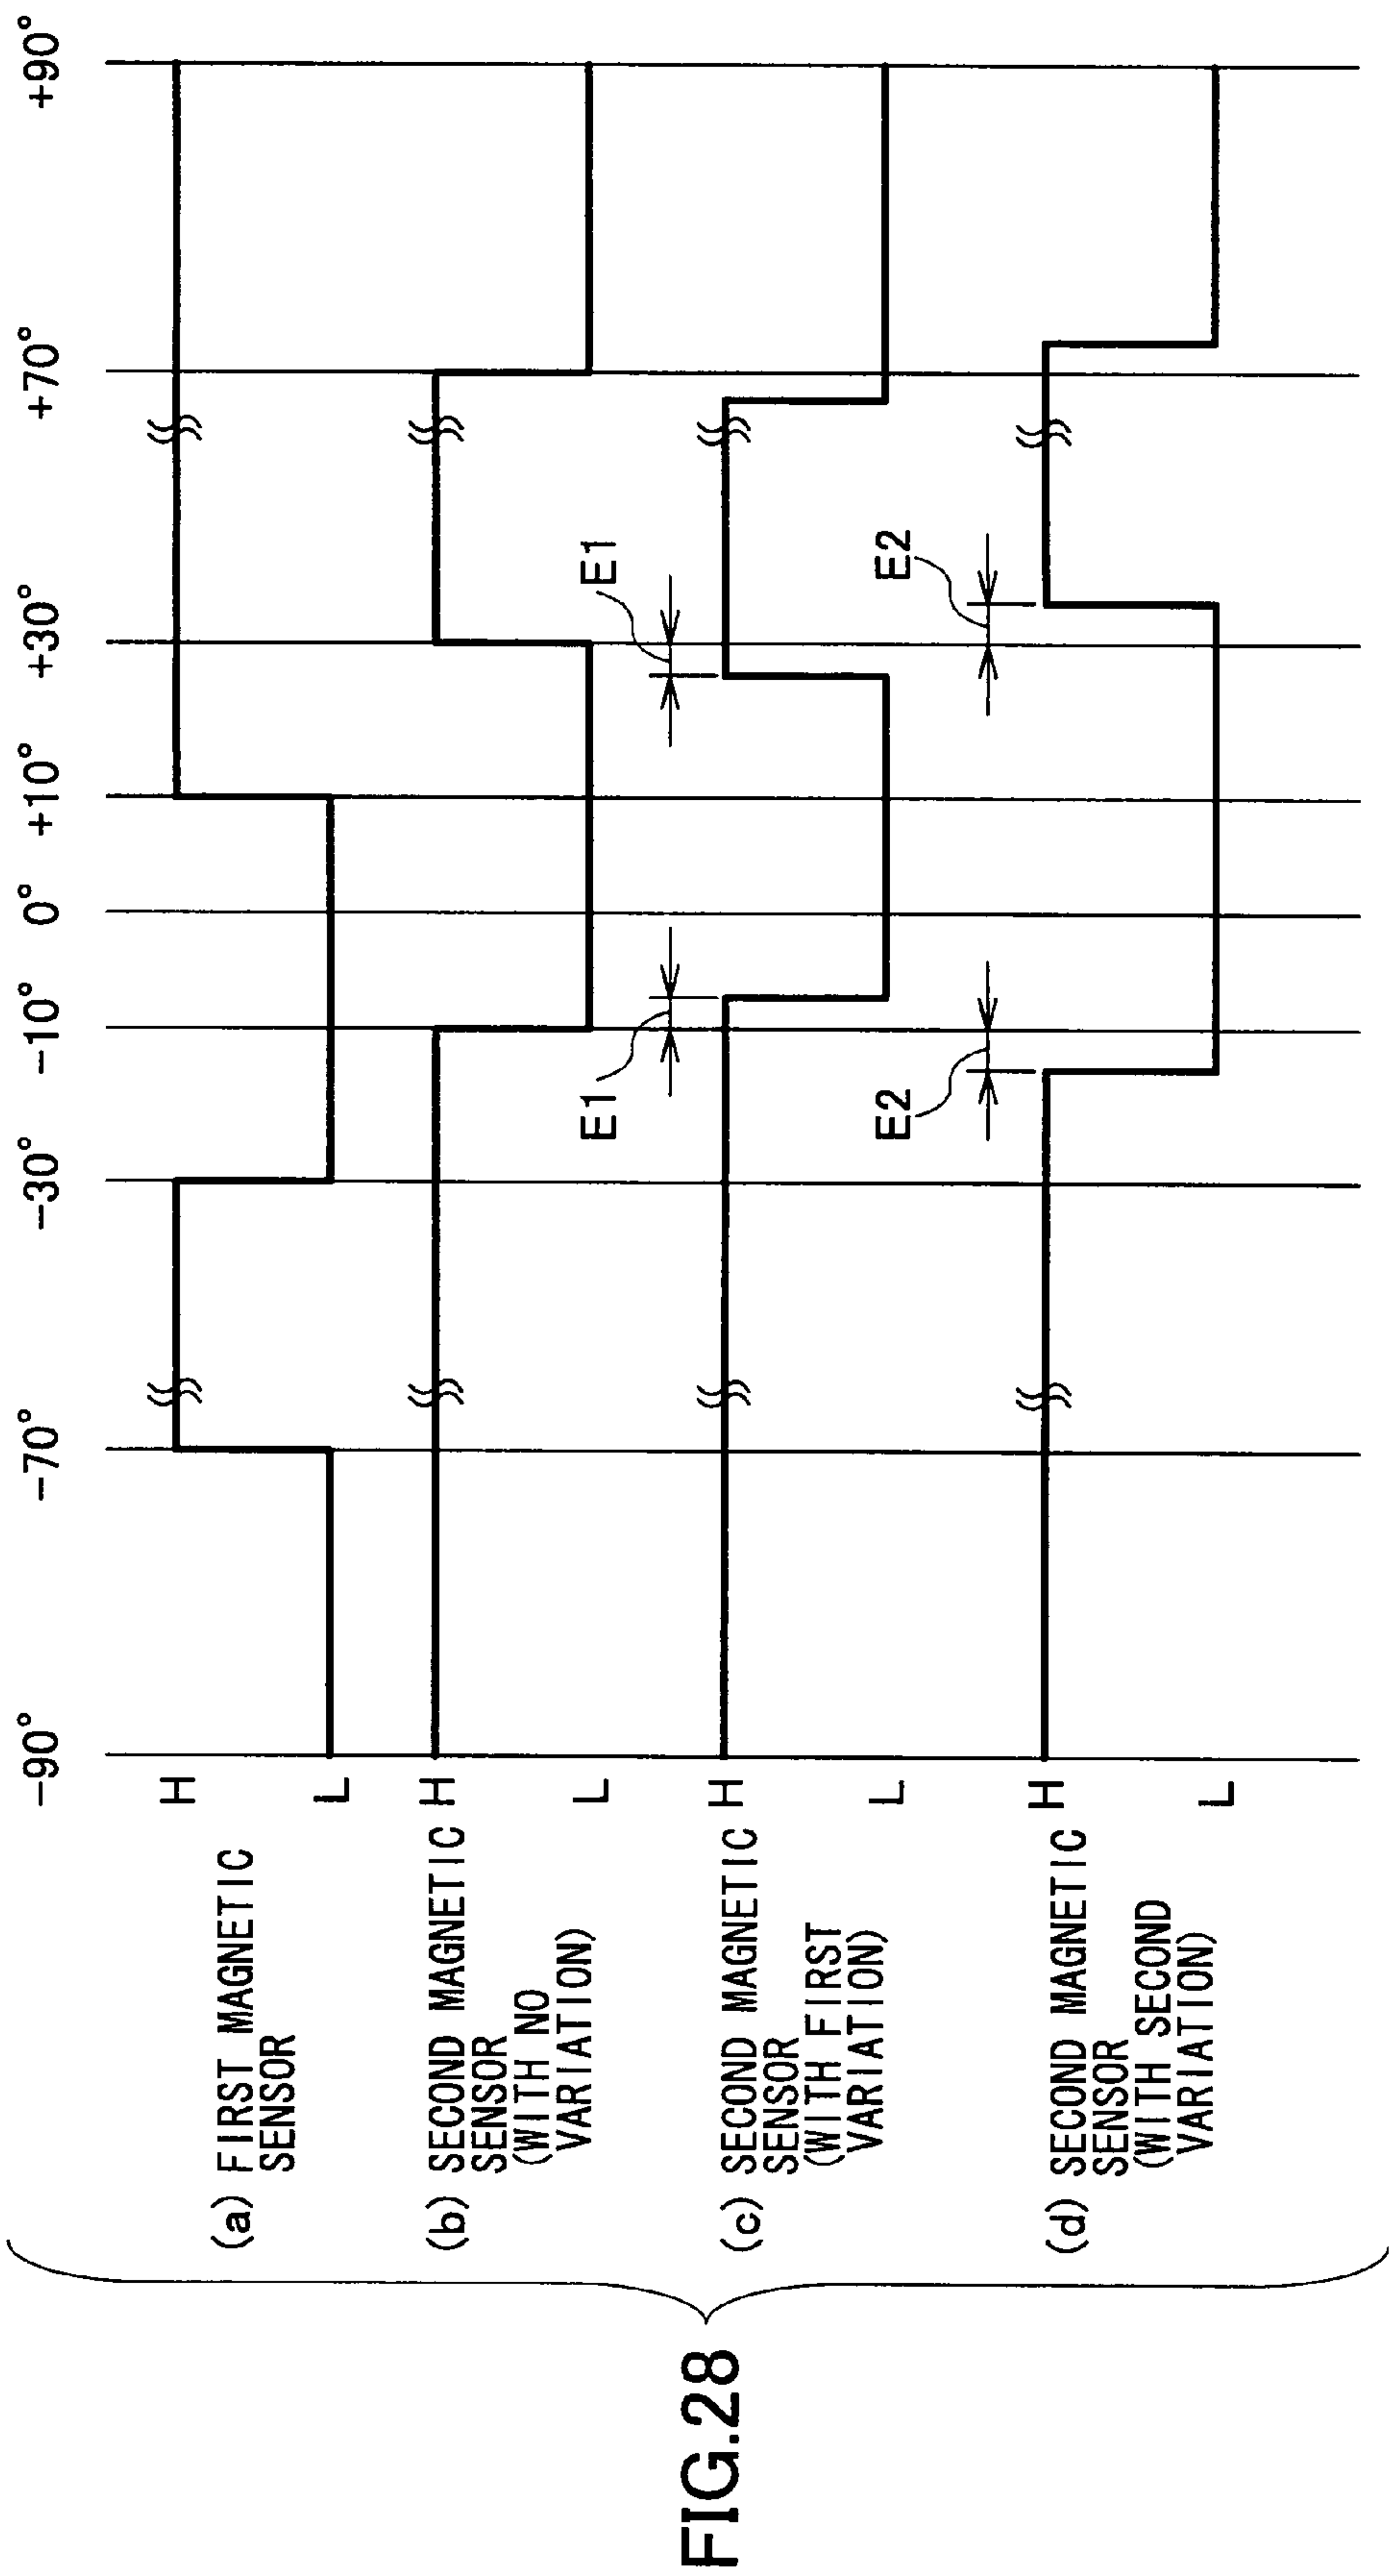 -90° -70° -30° -10° 0° +10° +30° +70° +90°
(a) FIRST MAGNETIC
SENSOR
H
L
(b) SECOND MAGNETIC
SENSOR
(WITH NO
VARIATION)
H
L
E1
E1
(c) SECOND MAGNETIC
SENSOR
(WITH FIRST
VARIATION)
H
L
E2
E2
(d) SECOND MAGNETIC
SENSOR
(WITH SECOND
VARIATION)
H
L
FIG.28